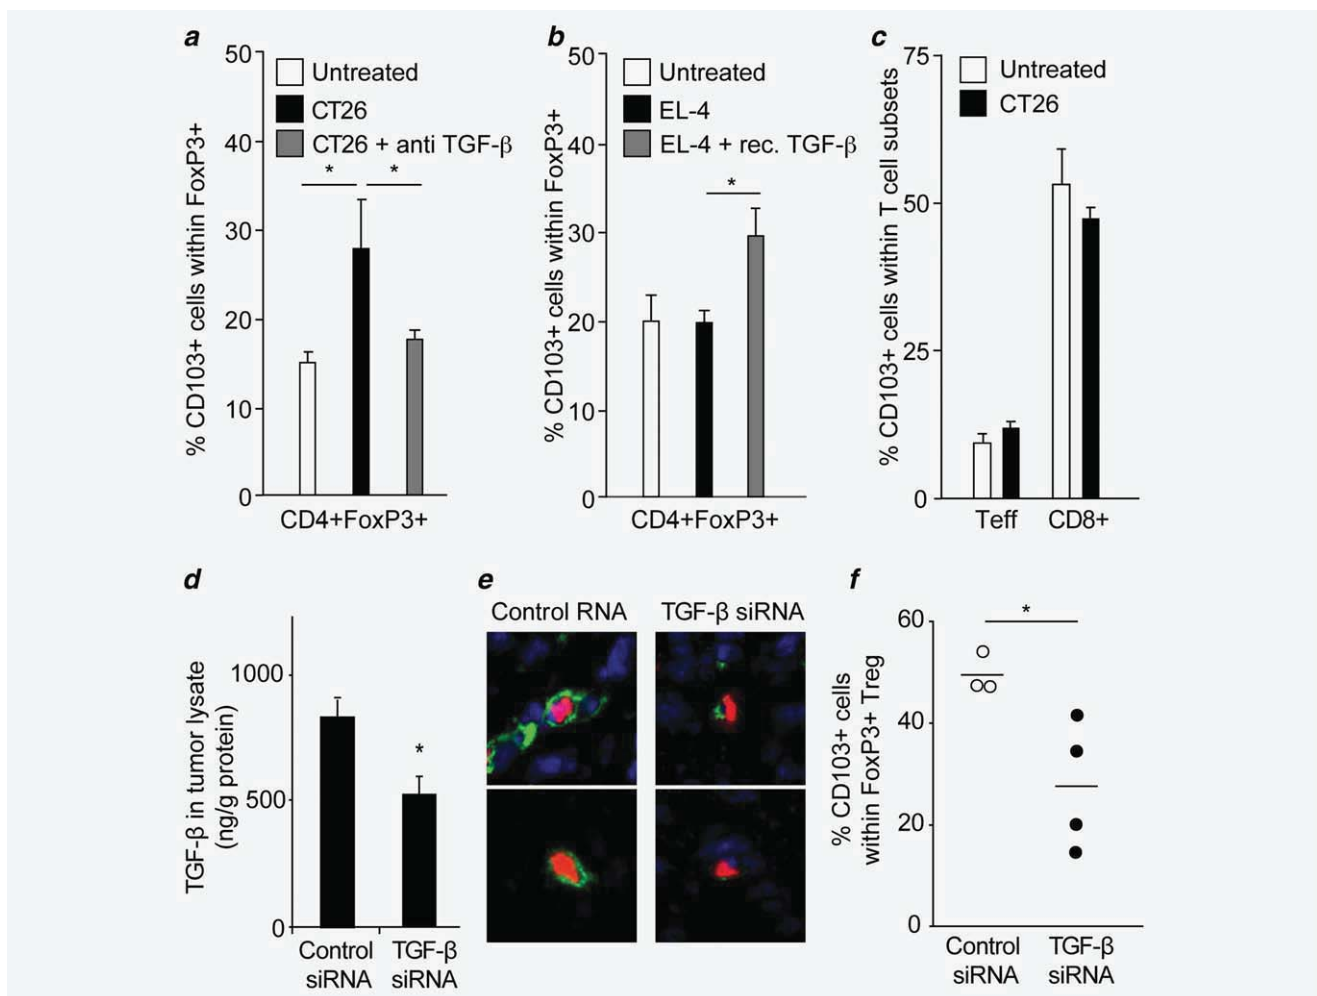 a
% CD103+ cells within FoxP3+
50
40
30
20
10
0
Untreated
CT26
CT26 + anti TGF-β
*
*
CD4+FoxP3+
b
% CD103+ cells within FoxP3+
50
40
30
20
10
0
Untreated
EL-4
EL-4 + rec. TGF-β
*
CD4+FoxP3+
c
% CD103+ cells within T cell subsets
75
50
25
0
Untreated
CT26
Teff
CD8+
d
TGF-β in tumor lysate
(ng/g protein)
1000
500
0
*
Control
siRNA
TGF-β
siRNA
e
Control RNA
TGF-β siRNA
f
% CD103+ cells
within FoxP3+ Treg
60
40
20
0
*
Control
siRNA
TGF-β
siRNA